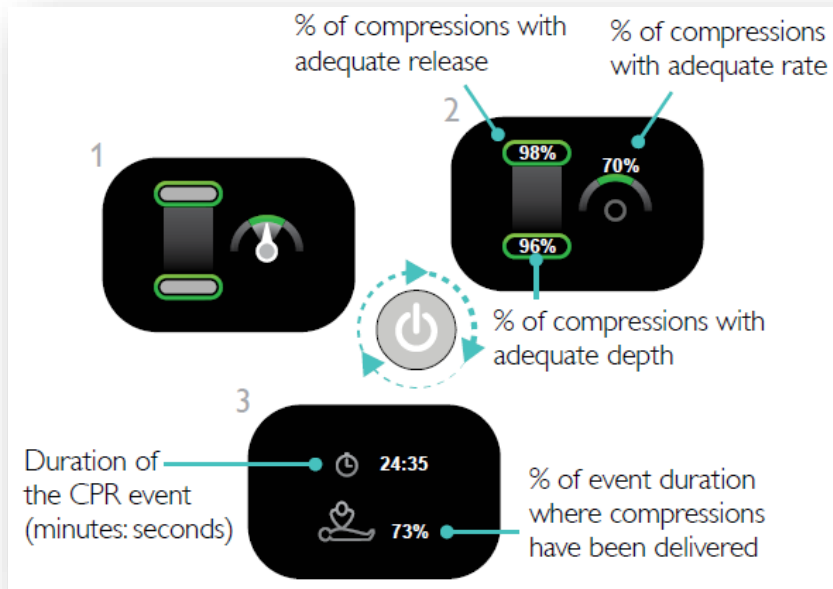 % of compressions with
adequate release
% of compressions
with adequate rate
1
2
98%
70%
96%
% of compressions with
adequate depth
3
Duration of
the CPR event
(minutes: seconds)
24:35
73%
% of event duration
where compressions
have been delivered